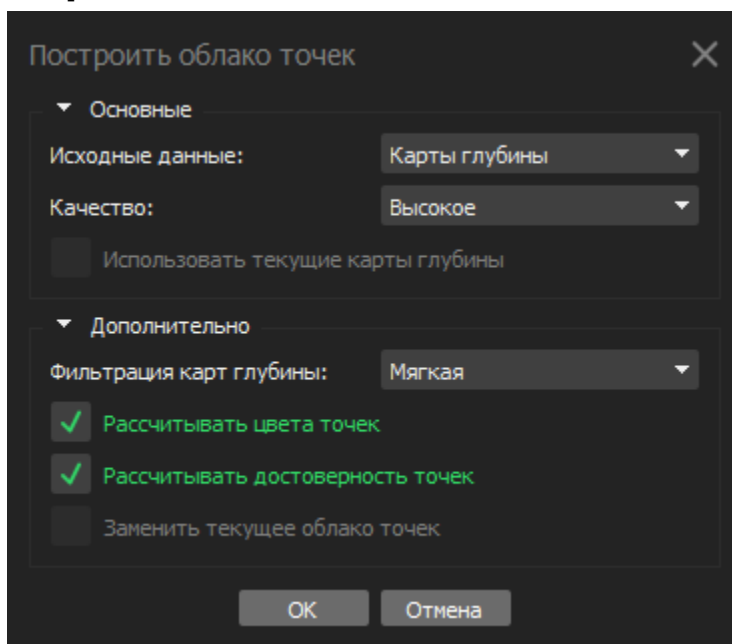 Построить облако точек
Основные
Исходные данные: Карты глубины
Качество: Высокое
Использовать текущие карты глубины
Дополнительно
Фильтрация карт глубины: Мягкая
Рассчитывать цвета точек
Рассчитывать достоверность точек
Заменить текущее облако точек
ОК Отмена